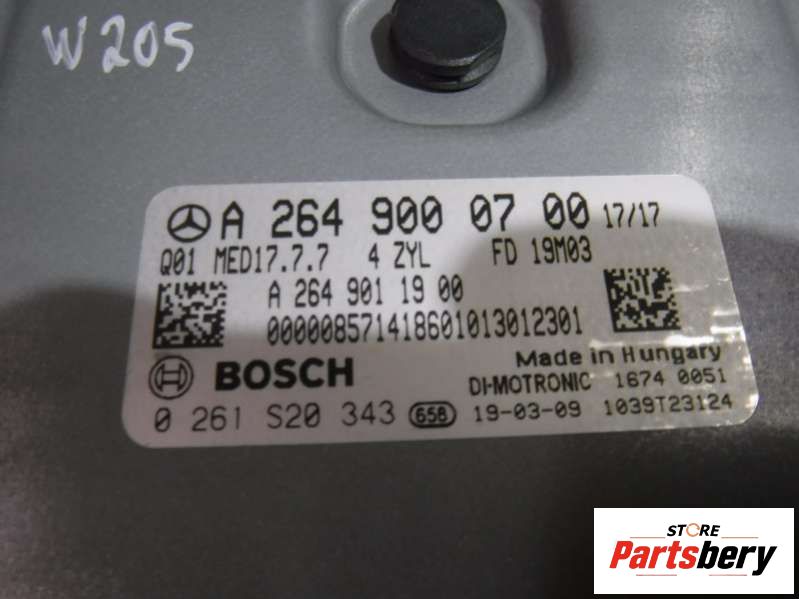 W205
A 264 900 07 00 17/17
Q01 MED17.7.7 4 ZYL FD 19M03
A 264 901 19 00
000008571418601013012301
Made in Hungary
BOSCH DI-MOTRONIC 1674 0051
0 261 S20 343 658 19-03-09 1039T23124
STORE
Partsbery